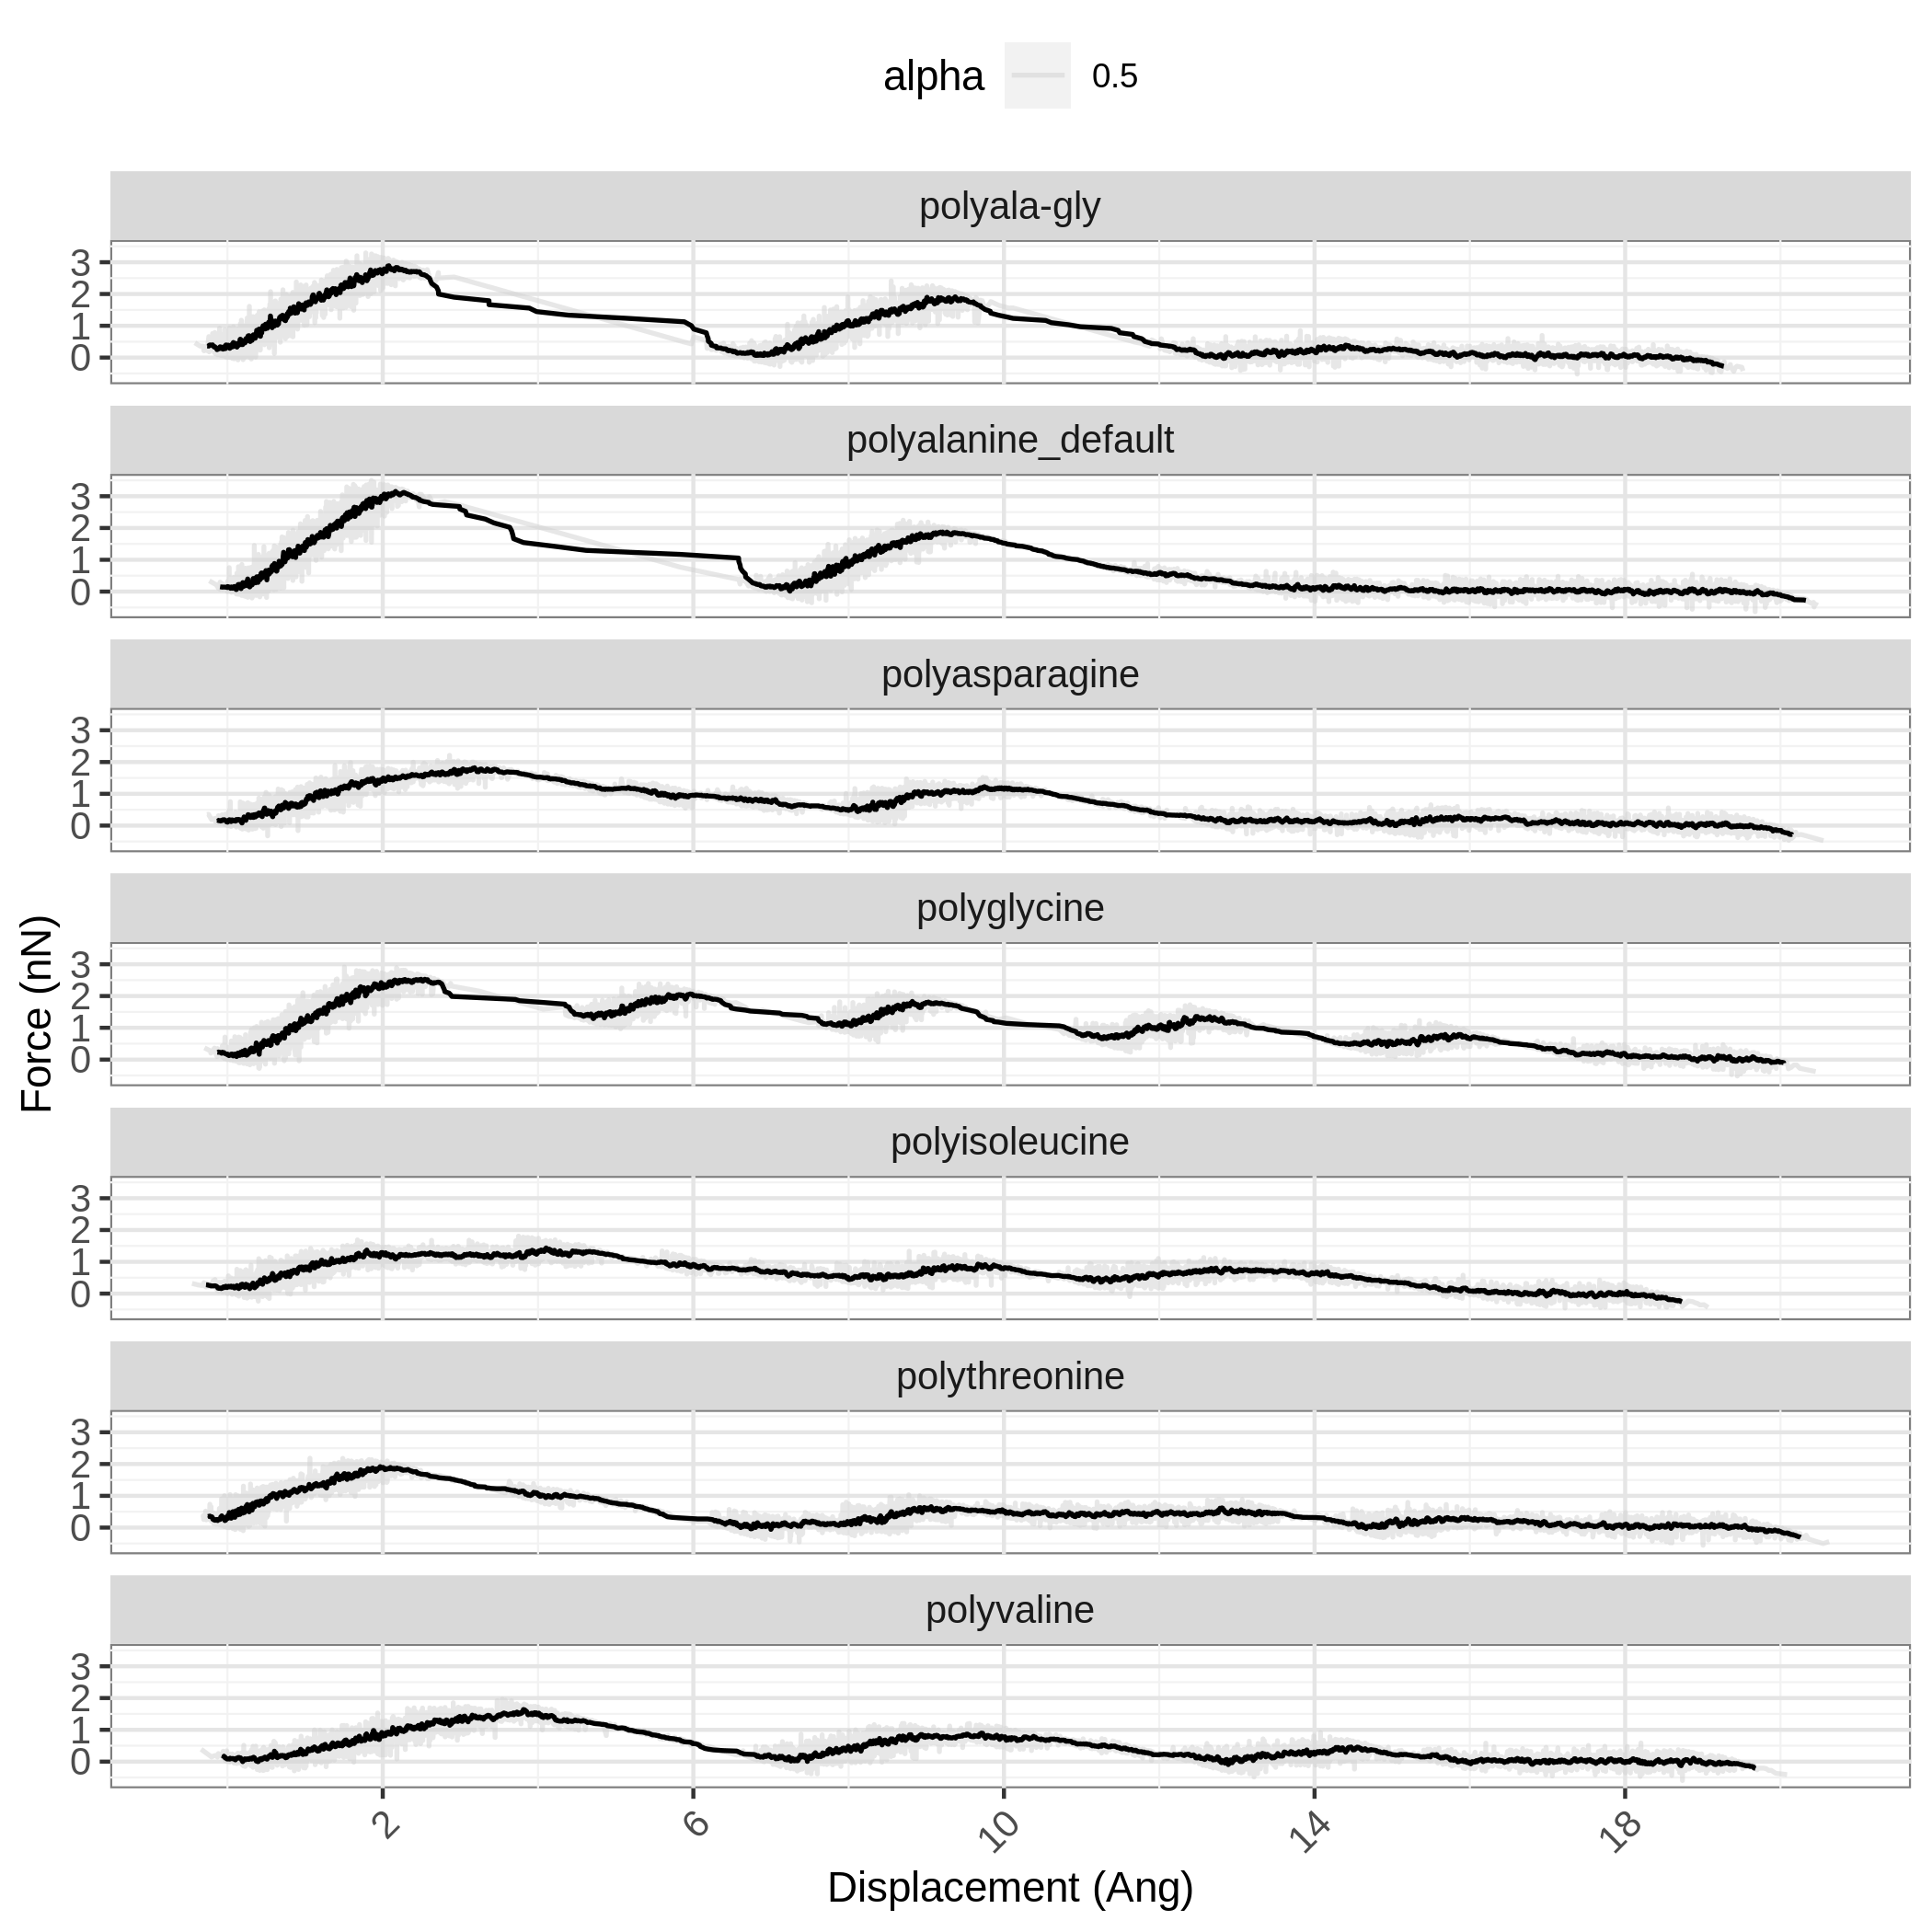 alpha 0.5
polyala-gly
3
2
1
0
polyalanine_default
3
2
1
0
polyasparagine
3
2
1
0
polyglycine
3
2
1
0
polyisoleucine
3
2
1
0
polythreonine
3
2
1
0
polyvaline
3
2
1
0
Force (nN)
2 6 10 14 18
Displacement (Ang)